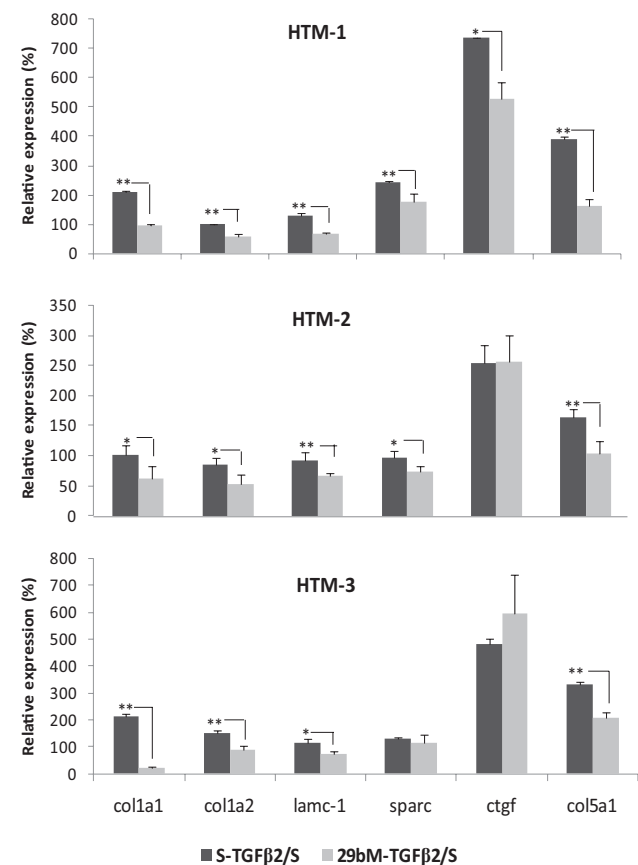 HTM-1
Relative expression (%)
800
700
600
500
400
300
200
100
0
** ** ** ** * **
HTM-2
Relative expression (%)
350
300
250
200
150
100
50
0
* * ** * **
HTM-3
Relative expression (%)
800
700
600
500
400
300
200
100
0
** ** * **
col1a1 col1a2 lamc-1 sparc ctgf col5a1
S-TGFβ2/S 29bM-TGFβ2/S